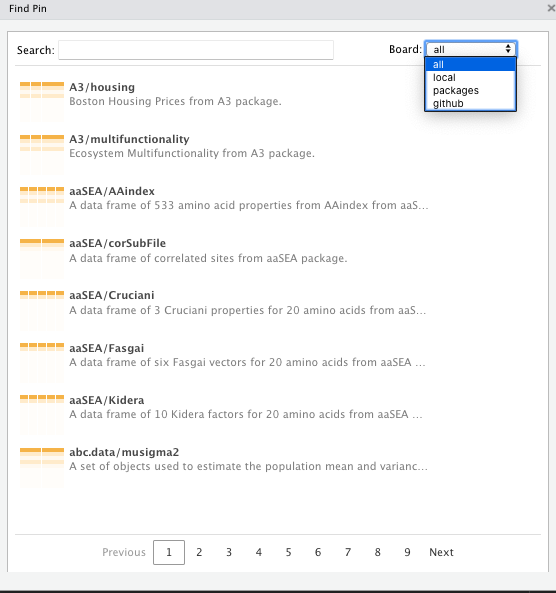 Find Pin
Search:
Board: all
all
local
packages
github
A3/housing
Boston Housing Prices from A3 package.
A3/multifunctionality
Ecosystem Multifunctionality from A3 package.
aaSEA/AAindex
A data frame of 533 amino acid properties from AAindex from aaS...
aaSEA/corSubFile
A data frame of correlated sites from aaSEA package.
aaSEA/Cruciani
A data frame of 3 Cruciani properties for 20 amino acids from aaS...
aaSEA/Fasgai
A data frame of six Fasgai vectors for 20 amino acids from aaSEA ...
aaSEA/Kidera
A data frame of 10 Kidera factors for 20 amino acids from aaSEA ...
abc.data/musigma2
A set of objects used to estimate the population mean and varianc...
Previous 1 2 3 4 5 6 7 8 9 Next